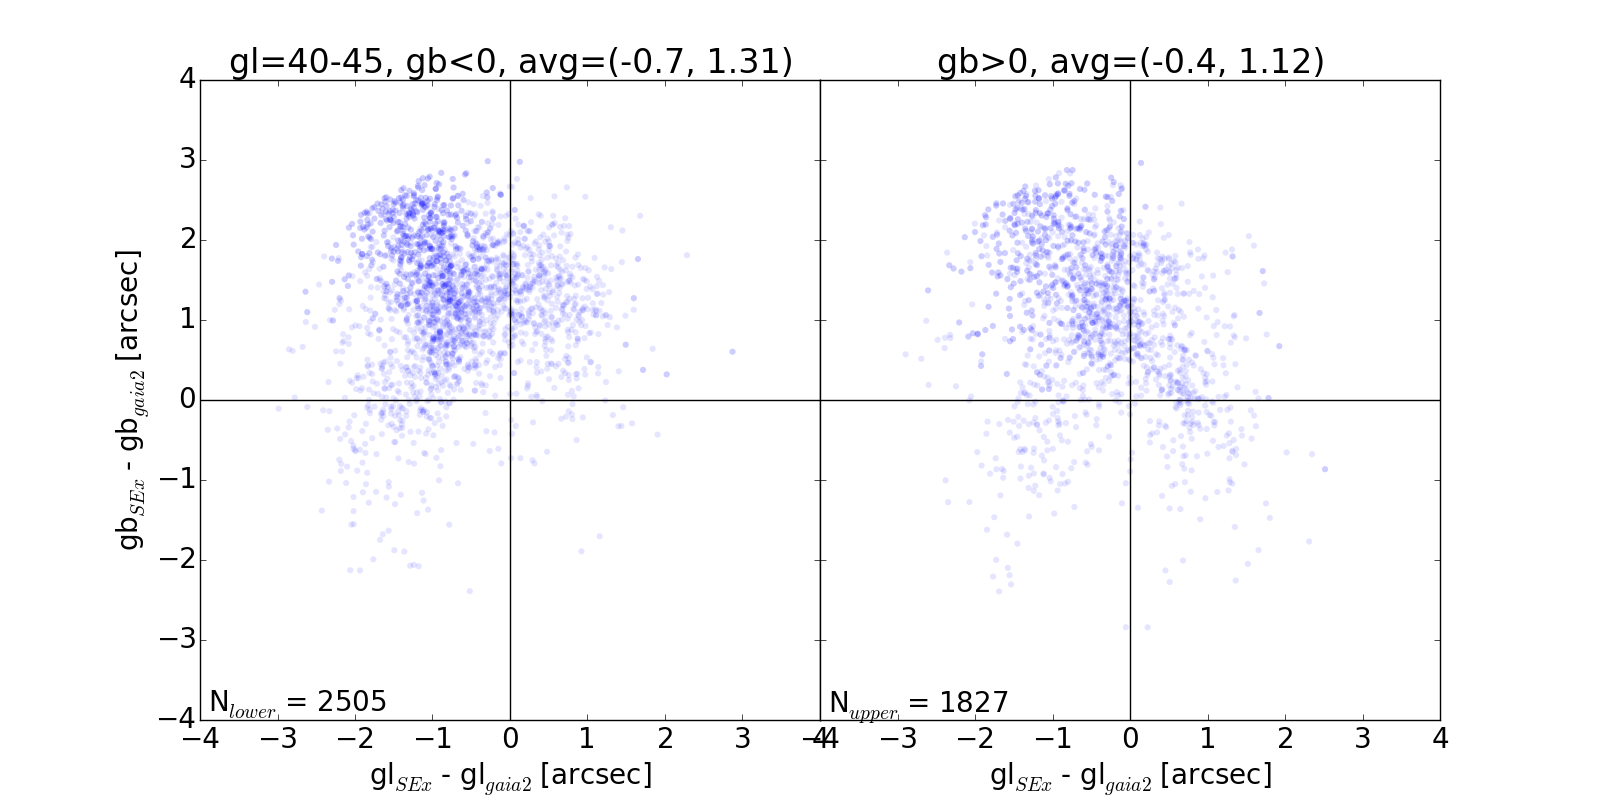 gl=40-45, gb<0, avg=(-0.7, 1.31)
gb>0, avg=(-0.4, 1.12)
4
3
2
1
0
−1
−2
−3
−4
gb_SEx - gb_gaia2 [arcsec]
N_lower = 2505
N_upper = 1827
−4 −3 −2 −1 0 1 2 3 4
−4 −3 −2 −1 0 1 2 3 4
gl_SEx - gl_gaia2 [arcsec]
gl_SEx - gl_gaia2 [arcsec]